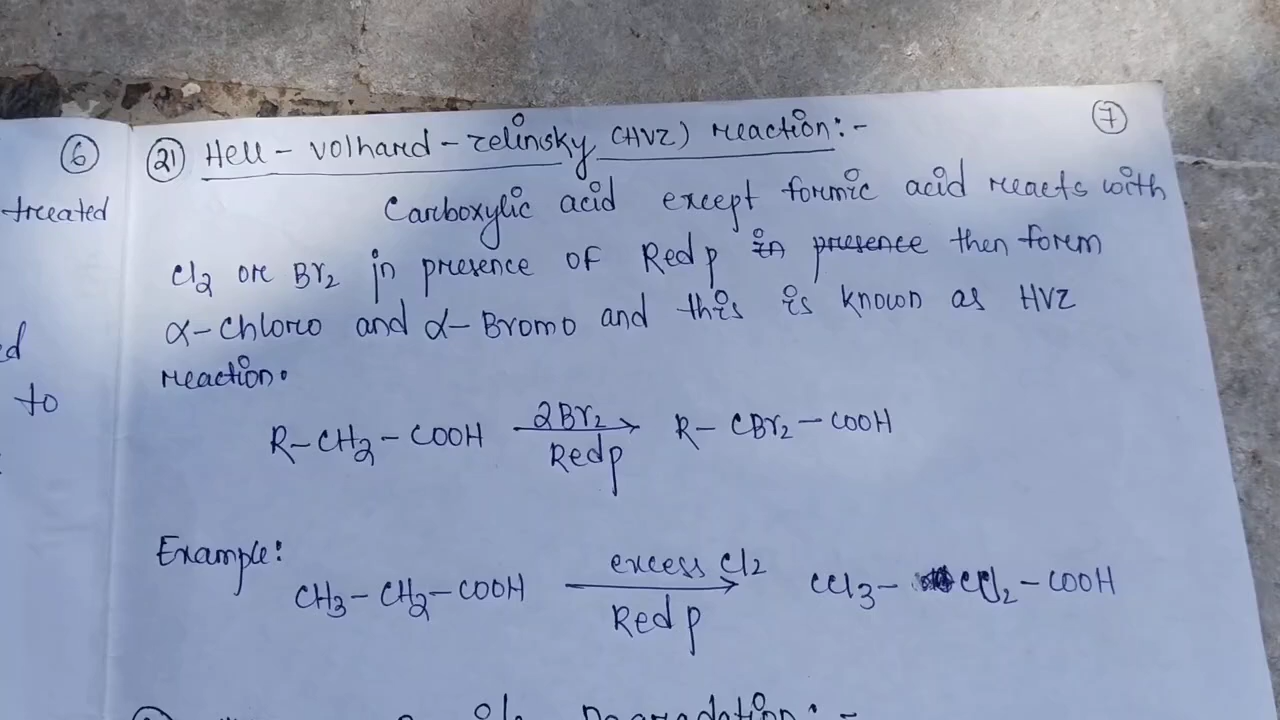 6
treated
ed
to
7
21 Hell - Volhard - Zelinsky (HVZ) reaction:-
Carboxylic acid except formic acid reacts with
Cl2 or Br2 in presence of Red p in presence then form
α-Chloro and α-Bromo and this is known as HVZ
reaction.
R-CH2-COOH 2Br2 Red p → R-CBr2-COOH
Example:
CH3-CH2-COOH excess Cl2 Red p → CCl3-CCl2-COOH
Degradation:-